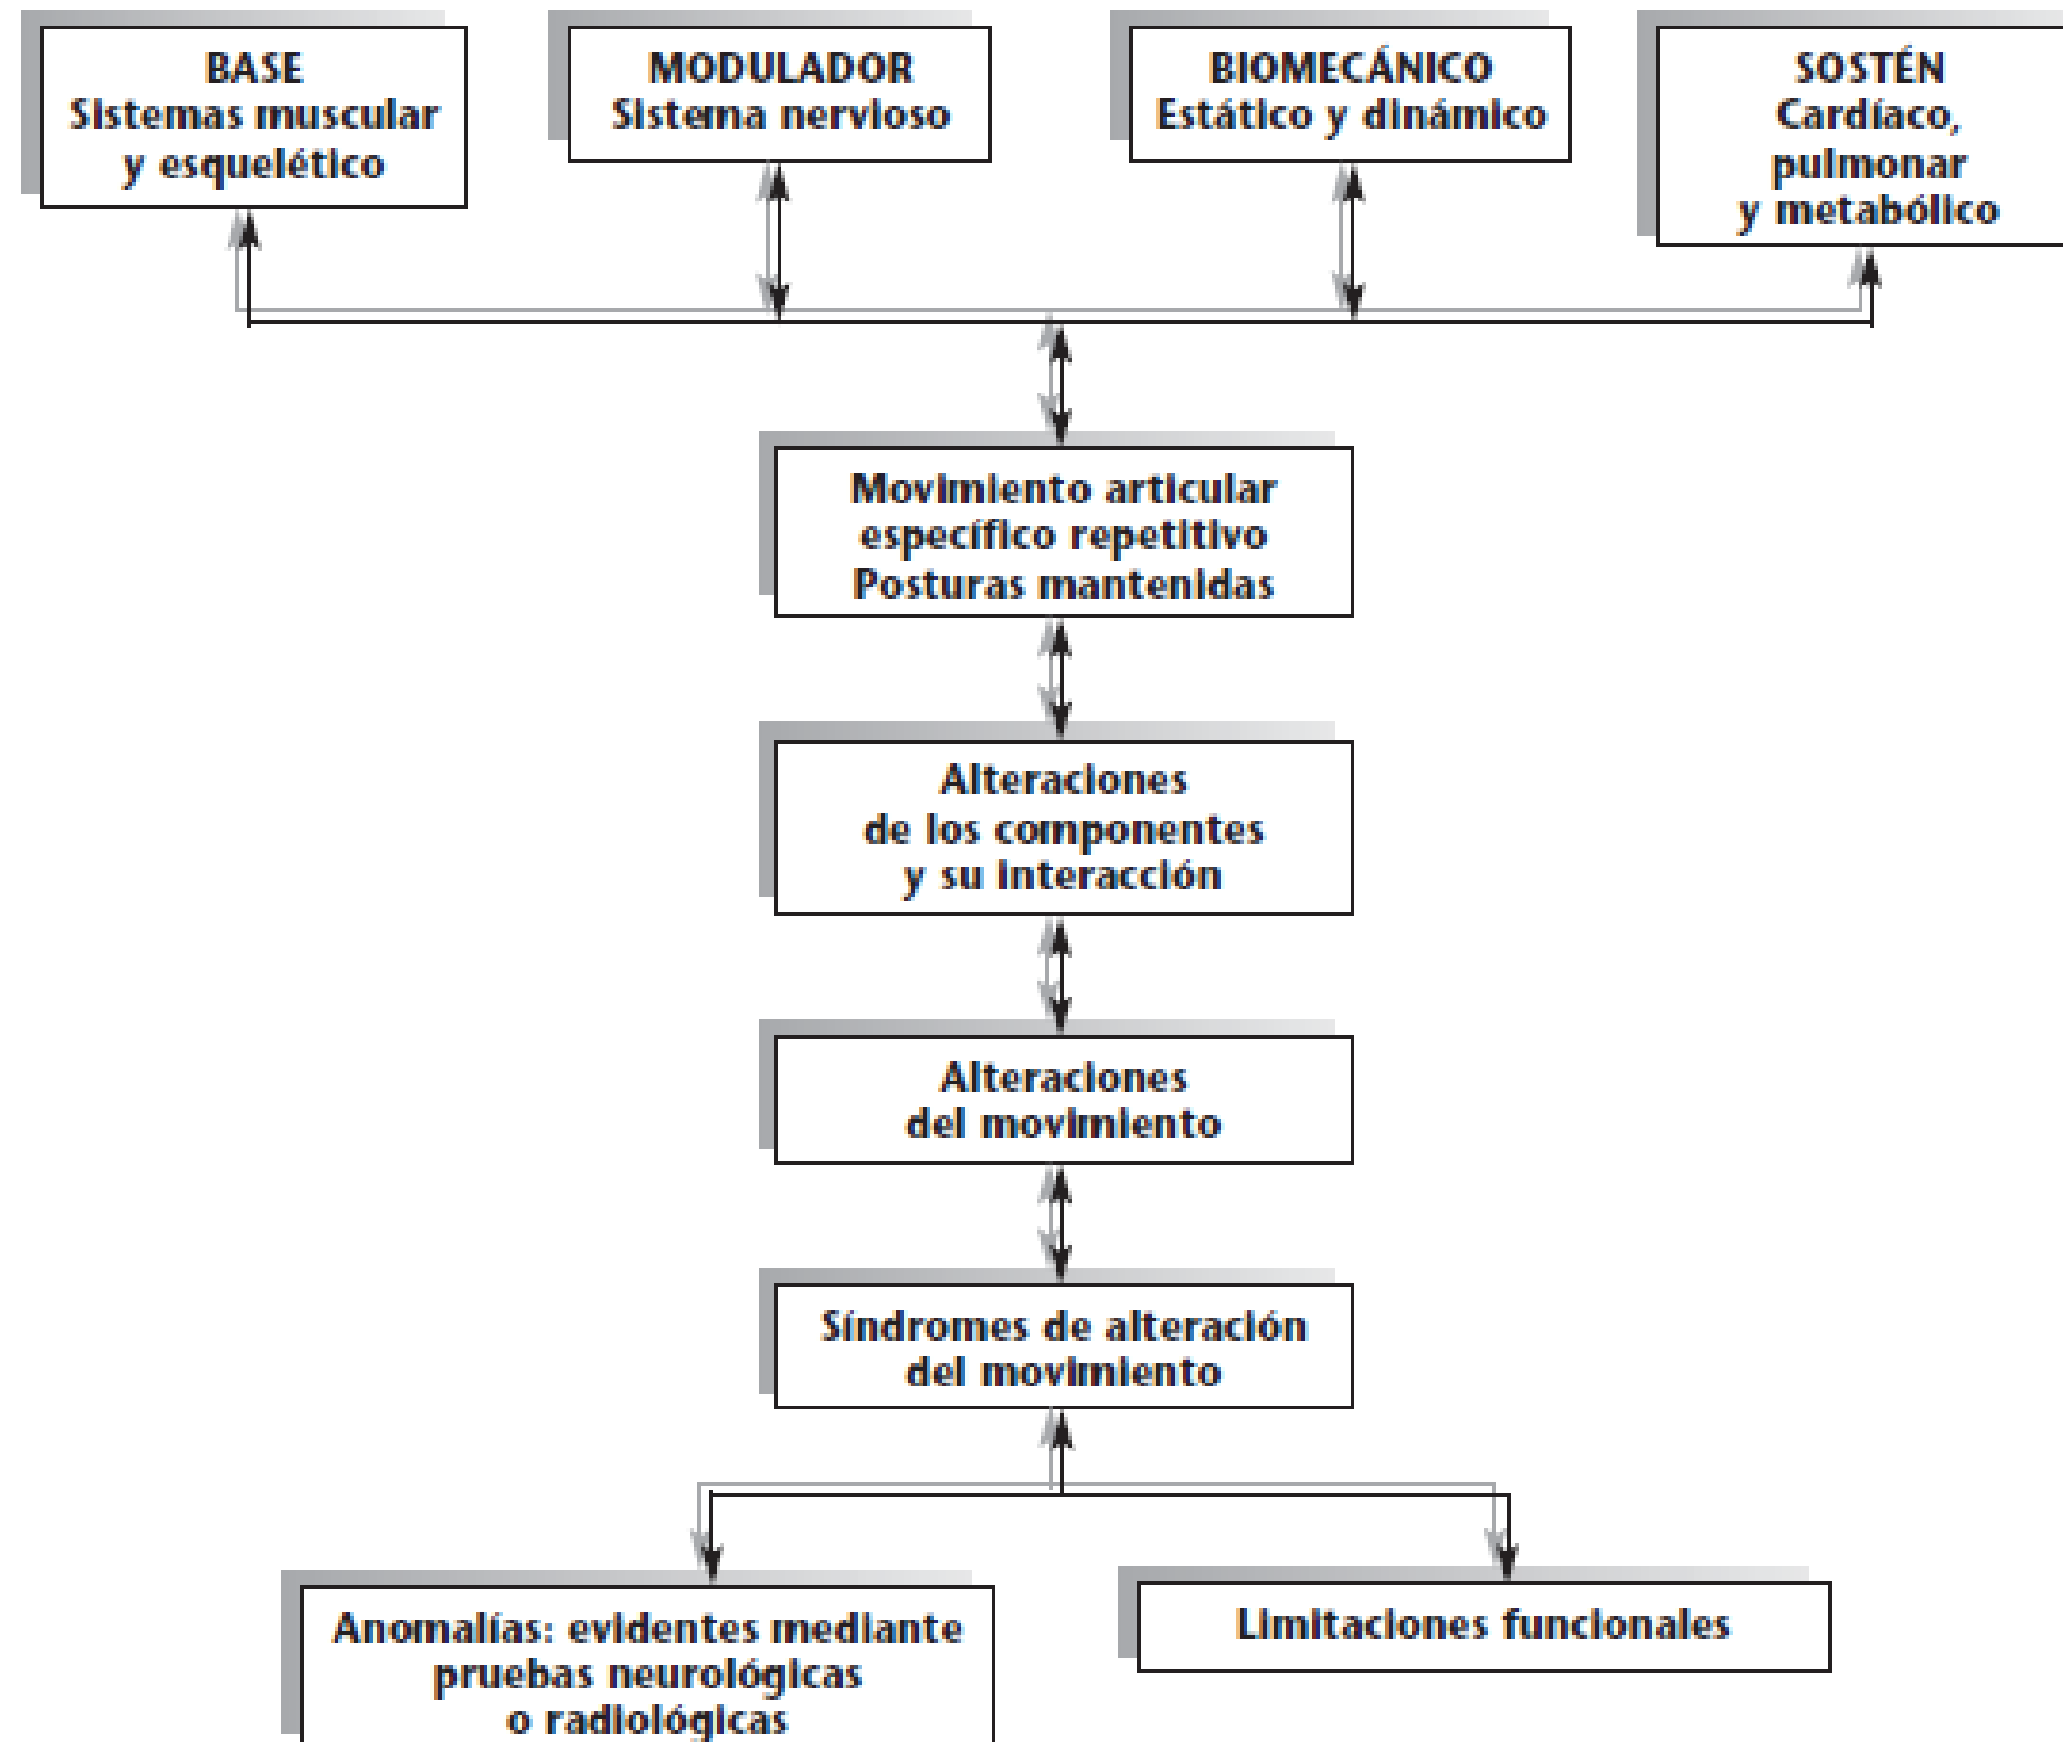 BASE
Sistemas muscular
y esquelético
MODULADOR
Sistema nervioso
BIOMECÁNICO
Estático y dinámico
SOSTÉN
Cardíaco,
pulmonar
y metabólico
Movimiento articular
específico repetitivo
Posturas mantenidas
Alteraciones
de los componentes
y su interacción
Alteraciones
del movimiento
Síndromes de alteración
del movimiento
Anomalías: evidentes mediante
pruebas neurológicas
o radiológicas
Limitaciones funcionales